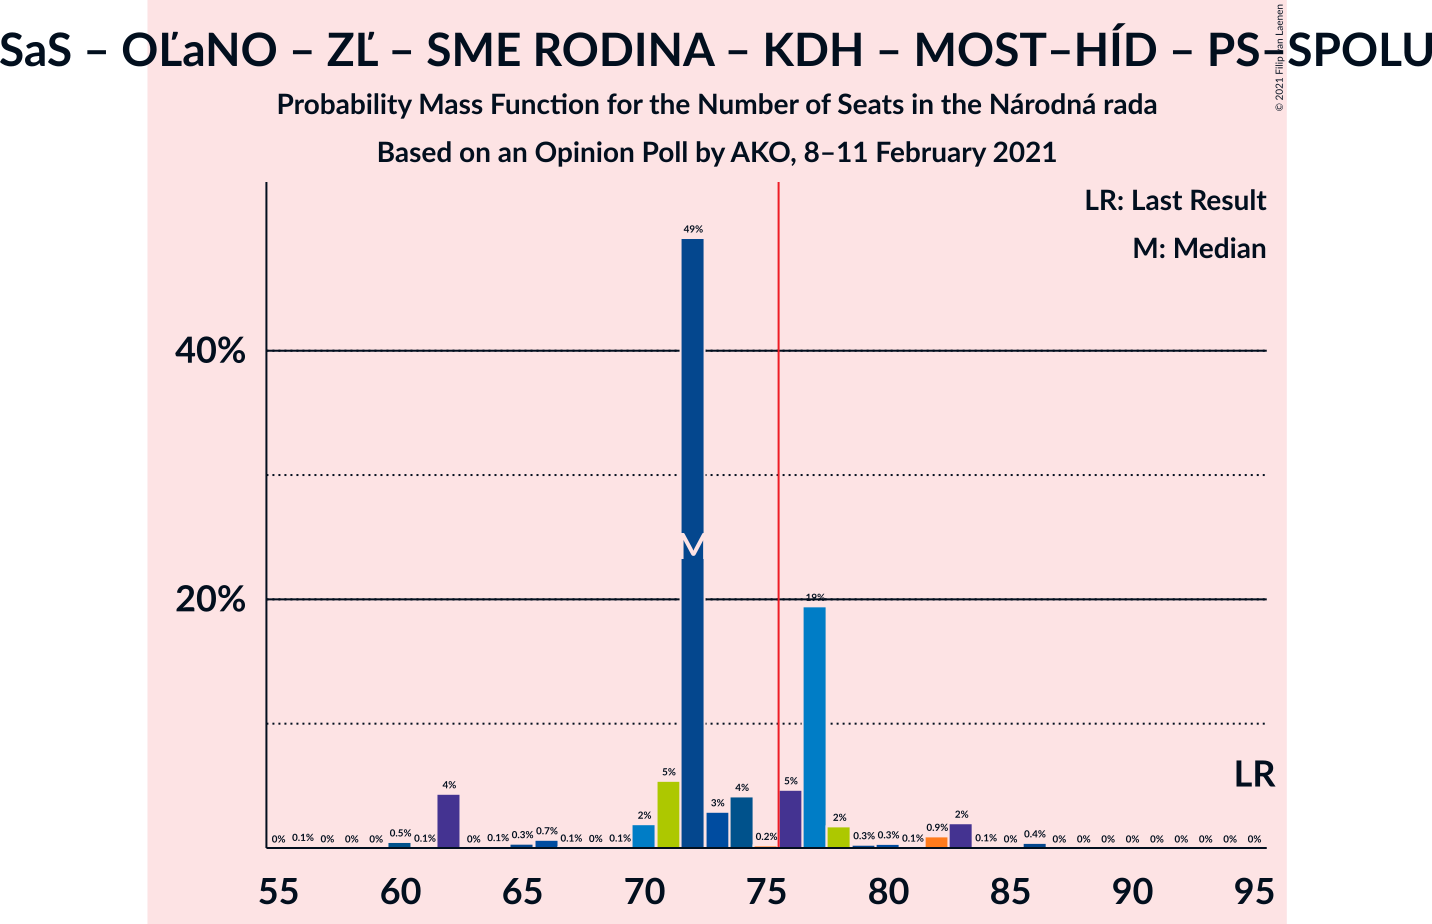 SaS – OĽaNO – ZĽ – SME RODINA – KDH – MOST–HÍD – PS–SPOLU
© 2021 Filip van Laenen
Probability Mass Function for the Number of Seats in the Národná rada
Based on an Opinion Poll by AKO, 8–11 February 2021
LR: Last Result
M: Median
49%
40%
M
20%
19%
LR
0% 0.1% 0% 0% 0% 0.5% 0.1% 4% 0% 0.1% 0.3% 0.7% 0.1% 0% 0.1% 2% 5% 3% 4% 0.2% 5% 2% 0.3% 0.3% 0.1% 0.9% 2% 0.1% 0% 0.4% 0% 0% 0% 0% 0% 0% 0% 0% 0%
55 60 65 70 75 80 85 90 95